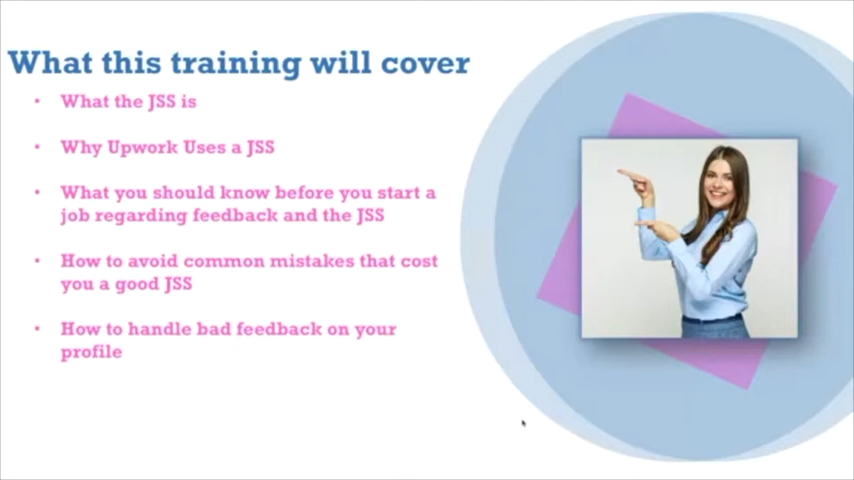 What this training will cover
• What the JSS is
• Why Upwork Uses a JSS
• What you should know before you start a
job regarding feedback and the JSS
• How to avoid common mistakes that cost
you a good JSS
• How to handle bad feedback on your
profile